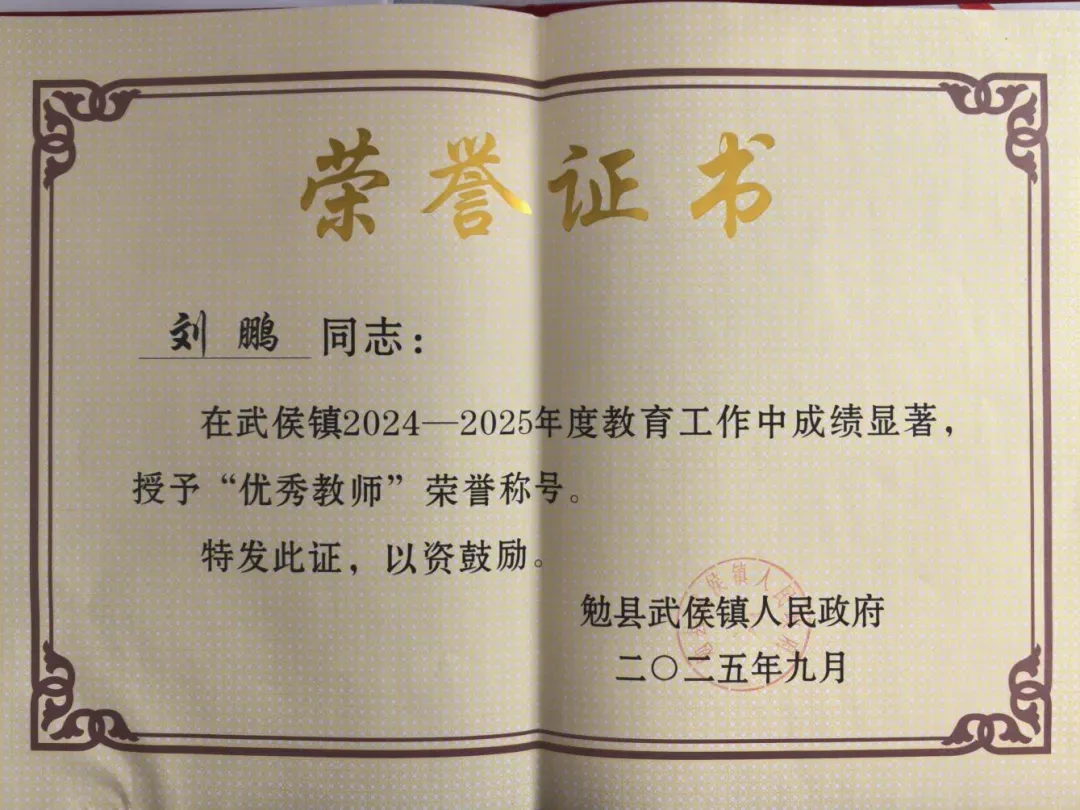 荣誉证书
刘鹏同志：
在武侯镇2024—2025年度教育工作中成绩显著，
授予“优秀教师”荣誉称号。
特发此证，以资鼓励。
勉县武侯镇人民政府
二〇二五年九月